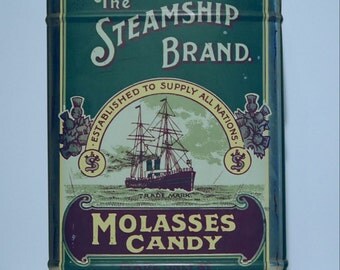 The
STEAMSHIP
BRAND.
ESTABLISHED TO SUPPLY ALL NATIONS
TRADE MARK
MOLASSES
CANDY